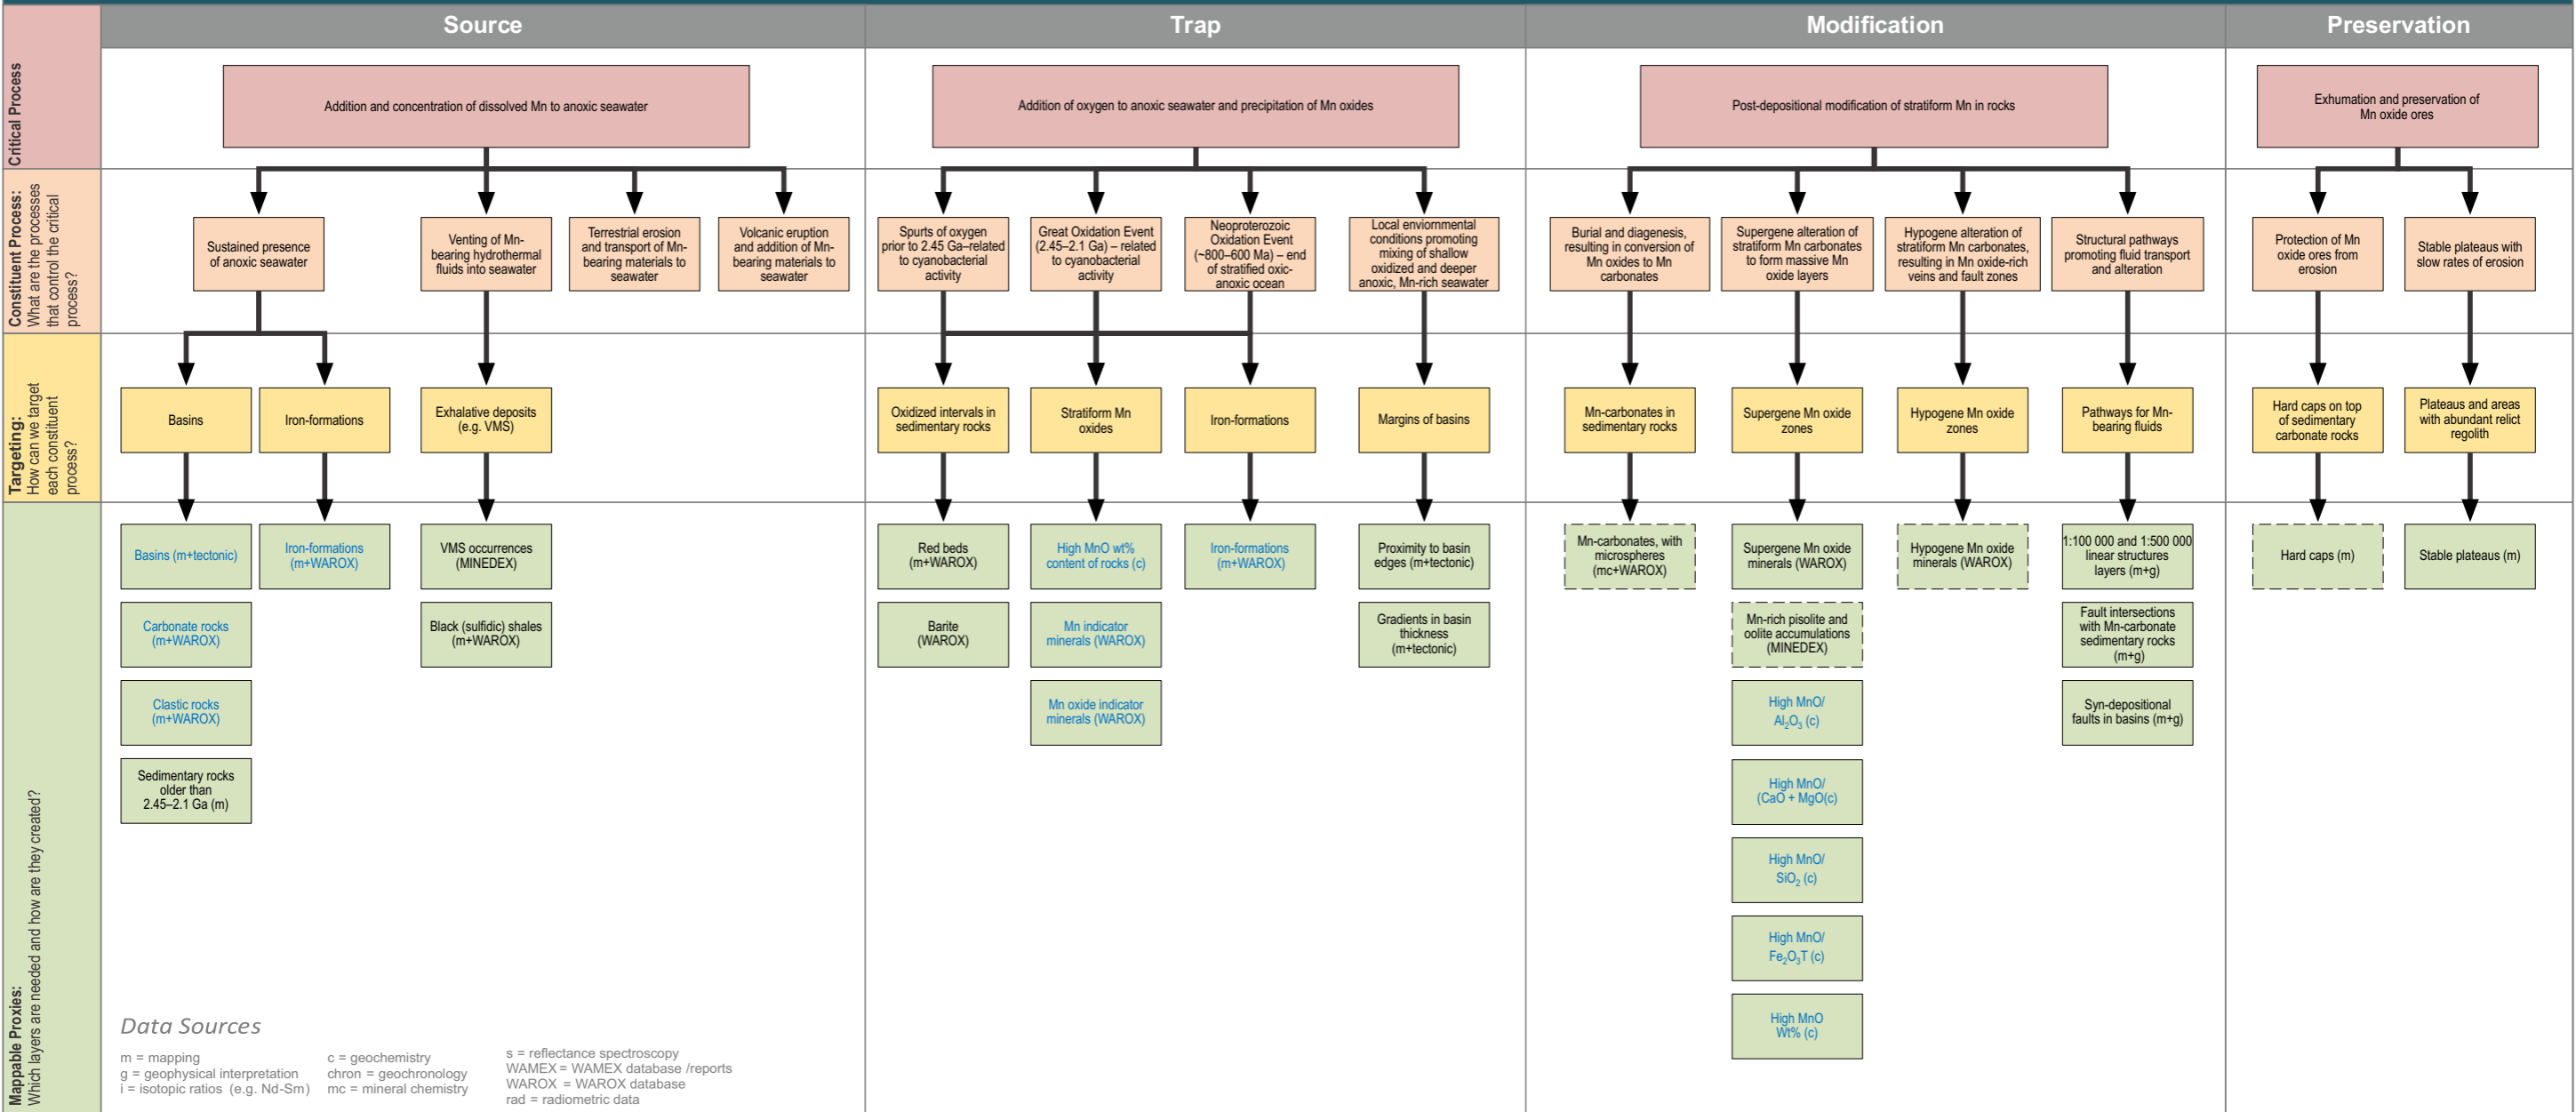 Source
Trap
Modification
Preservation
Critical Process
Addition and concentration of dissolved Mn to anoxic seawater
Addition of oxygen to anoxic seawater and precipitation of Mn oxides
Post-depositional modification of stratiform Mn in rocks
Exhumation and preservation of
Mn oxide ores
Constituent Process:
What are the processes
that control the critical
process?
Sustained presence
of anoxic seawater
Venting of Mn-
bearing hydrothermal
fluids into seawater
Terrestrial erosion
and transport of Mn-
bearing materials to
seawater
Volcanic eruption
and addition of Mn-
bearing materials to
seawater
Spurts of oxygen
prior to 2.45 Ga–related
to cyanobacterial
activity
Great Oxidation Event
(2.45–2.1 Ga) – related
to cyanobacterial
activity
Neoproterozoic
Oxidation Event
(~800–600 Ma) – end
of stratified oxic-
anoxic ocean
Local enviornmental
conditions promoting
mixing of shallow
oxidized and deeper
anoxic, Mn-rich seawater
Burial and diagenesis,
resulting in conversion of
Mn oxides to Mn
carbonates
Supergene alteration of
stratiform Mn carbonates
to form massive Mn
oxide layers
Hypogene alteration of
stratiform Mn carbonates,
resulting in Mn oxide-rich
veins and fault zones
Structural pathways
promoting fluid transport
and alteration
Protection of Mn
oxide ores from
erosion
Stable plateaus with
slow rates of erosion
Targeting:
How can we target
each constituent
process?
Basins
Iron-formations
Exhalative deposits
(e.g. VMS)
Oxidized intervals in
sedimentary rocks
Stratiform Mn
oxides
Iron-formations
Margins of basins
Mn-carbonates in
sedimentary rocks
Supergene Mn oxide
zones
Hypogene Mn oxide
zones
Pathways for Mn-
bearing fluids
Hard caps on top
of sedimentary
carbonate rocks
Plateaus and areas
with abundant relict
regolith
Mappable Proxies:
Which layers are needed and how are they created?
Basins (m+tectonic)
Carbonate rocks
(m+WAROX)
Clastic rocks
(m+WAROX)
Sedimentary rocks
older than
2.45–2.1 Ga (m)
Iron-formations
(m+WAROX)
VMS occurrences
(MINEDEX)
Black (sulfidic) shales
(m+WAROX)
Red beds
(m+WAROX)
Barite
(WAROX)
High MnO wt%
content of rocks (c)
Mn indicator
minerals (WAROX)
Mn oxide indicator
minerals (WAROX)
Iron-formations
(m+WAROX)
Proximity to basin
edges (m+tectonic)
Gradients in basin
thickness
(m+tectonic)
Mn-carbonates, with
microspheres
(mc+WAROX)
Supergene Mn oxide
minerals (WAROX)
Mn-rich pisolite and
oolite accumulations
(MINEDEX)
High MnO/
Al₂O₃ (c)
High MnO/
(CaO + MgO(c)
High MnO/
SiO₂ (c)
High MnO/
Fe₂O₃T (c)
High MnO
Wt% (c)
Hypogene Mn oxide
minerals (WAROX)
1:100 000 and 1:500 000
linear structures
layers (m+g)
Fault intersections
with Mn-carbonate
sedimentary rocks
(m+g)
Syn-depositional
faults in basins (m+g)
Hard caps (m)
Stable plateaus (m)
Data Sources
m = mapping
g = geophysical interpretation
i = isotopic ratios (e.g. Nd-Sm)
c = geochemistry
chron = geochronology
mc = mineral chemistry
s = reflectance spectroscopy
WAMEX = WAMEX database /reports
WAROX = WAROX database
rad = radiometric data